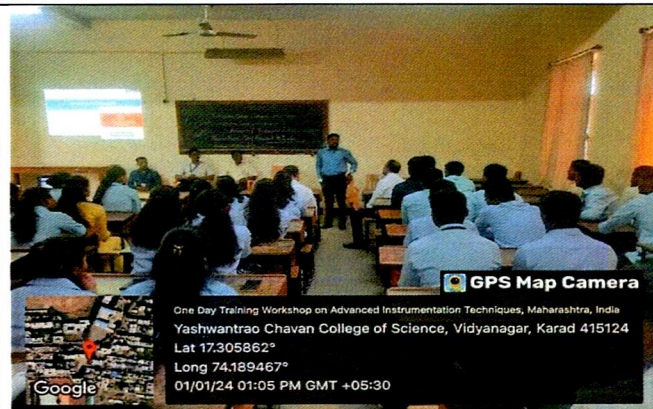 GPS Map Camera
One Day Training Workshop on Advanced Instrumentation Techniques, Maharashtra, India
Yashwantrao Chavan College of Science, Vidyanagar, Karad 415124
Lat 17.305862°
Long 74.189467°
01/01/24 01:05 PM GMT +05:30
Google